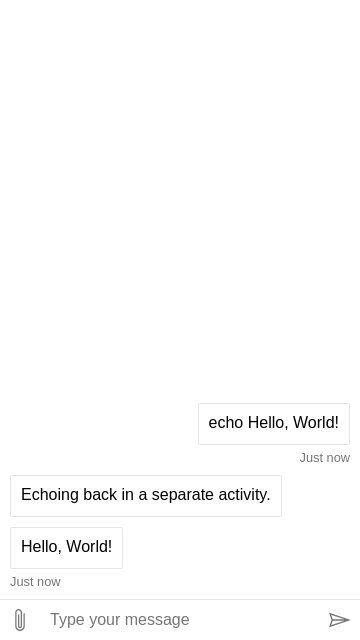 echo Hello, World!
Just now
Echoing back in a separate activity.
Hello, World!
Just now
Type your message